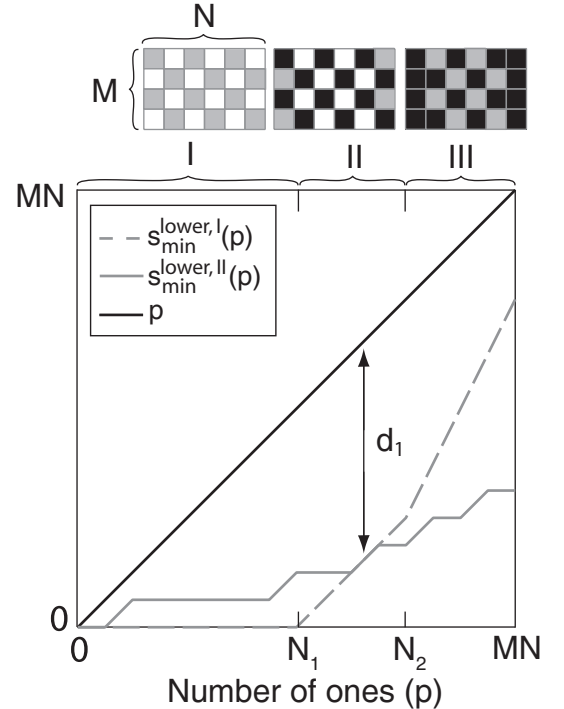 N
M
I II III
MN
s_min^lower, I(p)
s_min^lower, II(p)
p
d₁
0
0 N₁ N₂ MN
Number of ones (p)